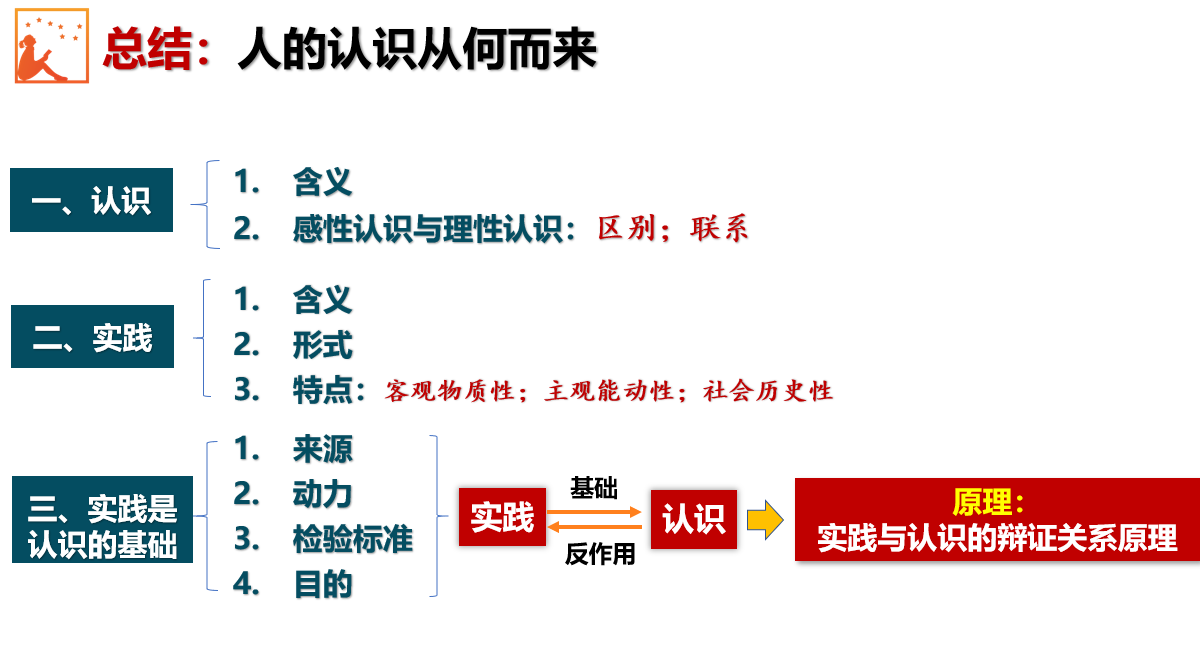 总结：人的认识从何而来
一、认识
1. 含义
2. 感性认识与理性认识：区别；联系
二、实践
1. 含义
2. 形式
3. 特点：客观物质性；主观能动性；社会历史性
三、实践是
认识的基础
1. 来源
2. 动力
3. 检验标准
4. 目的
实践
基础
反作用
认识
原理：
实践与认识的辩证关系原理